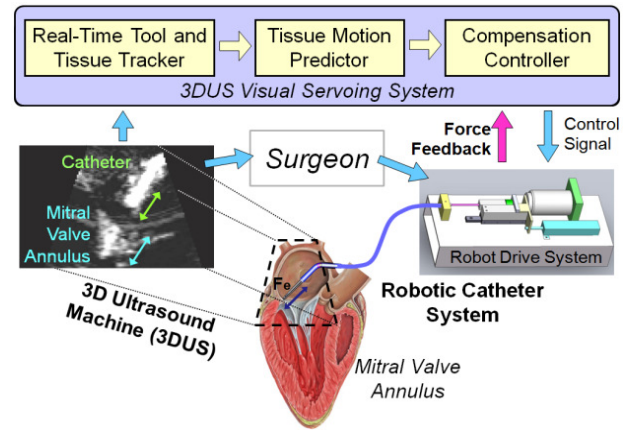 Real-Time Tool and
Tissue Tracker
Tissue Motion
Predictor
Compensation
Controller
3DUS Visual Servoing System
Force
Feedback
Control
Signal
Catheter
Surgeon
Mitral
Valve
Annulus
Robot Drive System
Fe
3D Ultrasound
Machine (3DUS)
Robotic Catheter
System
Mitral Valve
Annulus